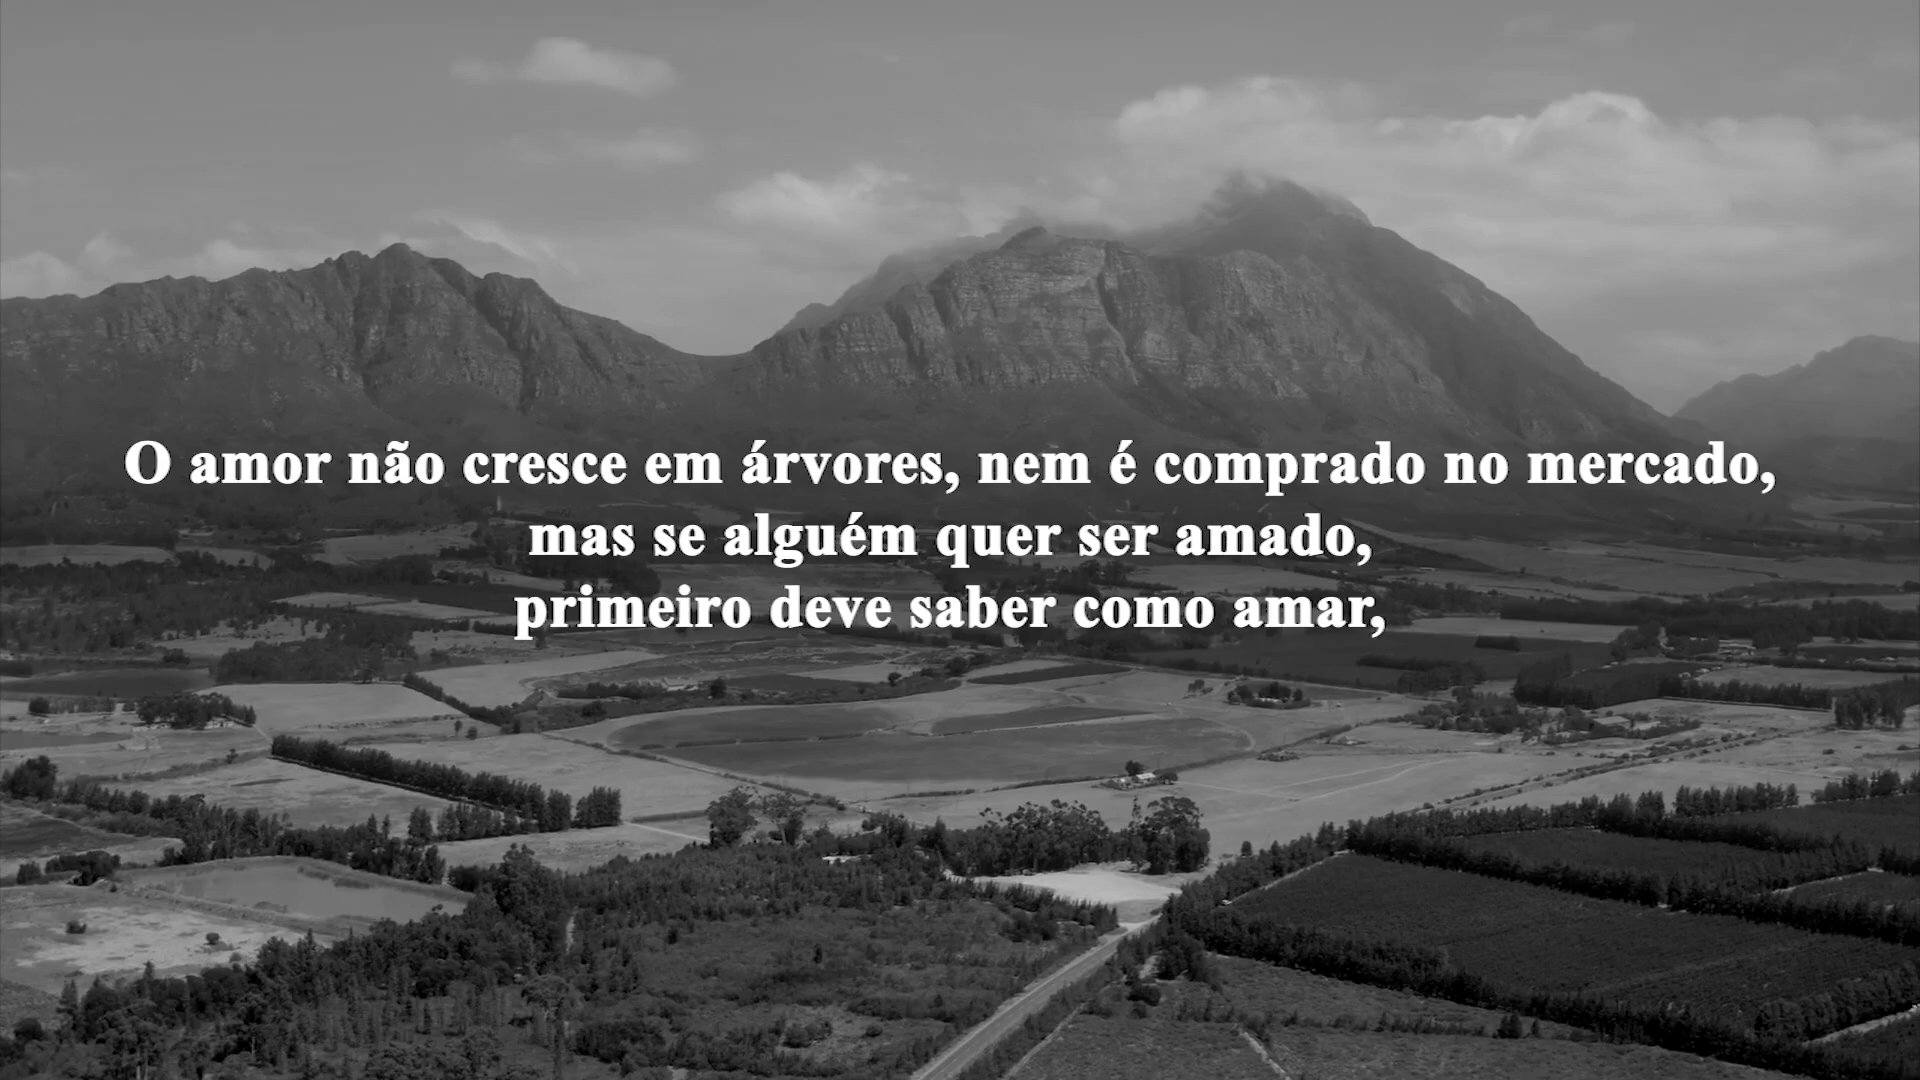 O amor não cresce em árvores, nem é comprado no mercado,
mas se alguém quer ser amado,
primeiro deve saber como amar,